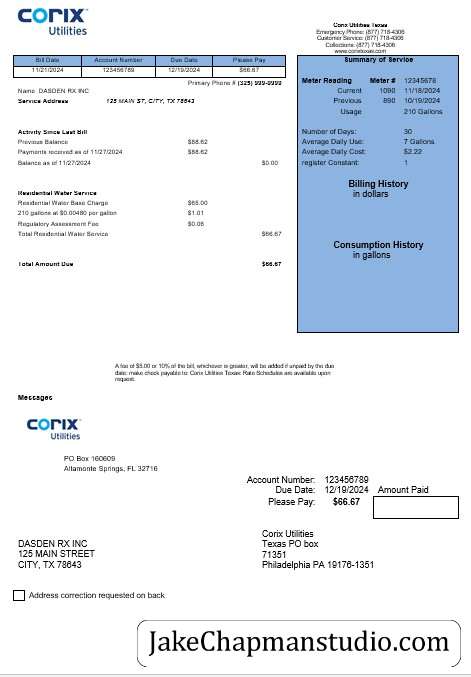 CORIX
Utilities
Corix Utilities Texas
Emergency Phone: (877) 718-4306
Customer Service: (877) 718-4306
Collections: (877) 718-4306
www.corixtexas.com
Bill Date Account Number Due Date Please Pay
11/21/2024 123456789 12/19/2024 $66.67
Primary Phone # (325) 999-9999
Name DASDEN RX INC
Service Address 125 MAIN ST, CITY, TX 78643
Summary of Service
Meter Reading Meter # 12345678
Current 1090 11/18/2024
Previous 890 10/19/2024
Usage 210 Gallons
Number of Days: 30
Average Daily Use: 7 Gallons
Average Daily Cost: $2.22
register Constant: 1
Billing History
in dollars
Consumption History
in gallons
Activity Since Last Bill
Previous Balance $88.62
Payments received as of 11/27/2024 $88.62
Balance as of 11/27/2024 $0.00
Residential Water Service
Residential Water Base Charge $65.00
210 gallons at $0.00480 per gallon $1.01
Regulatory Assessment Fee $0.06
Total Residential Water Service $66.67
Total Amount Due $66.67
A fee of $5.00 or 10% of the bill, whichever is greater, will be added if unpaid by the due
date. make check payable to: Corix Utilities Texas. Rate Schedules are available upon
request.
Messages
CORIX
Utilities
PO Box 160609
Altamonte Springs, FL 32716
Account Number: 123456789
Due Date: 12/19/2024 Amount Paid
Please Pay: $66.67
DASDEN RX INC
125 MAIN STREET
CITY, TX 78643
Corix Utilities
Texas PO box
71351
Philadelphia PA 19176-1351
Address correction requested on back
JakeChapmanstudio.com